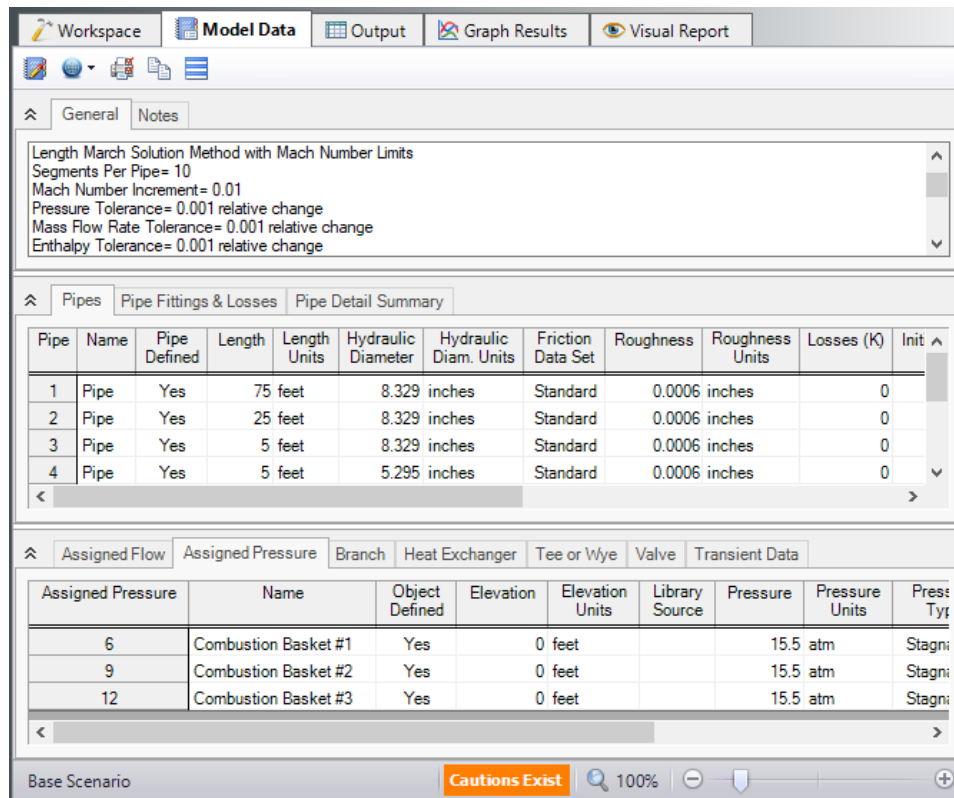 Workspace Model Data Output Graph Results Visual Report
General Notes
Length March Solution Method with Mach Number Limits
Segments Per Pipe= 10
Mach Number Increment= 0.01
Pressure Tolerance= 0.001 relative change
Mass Flow Rate Tolerance= 0.001 relative change
Enthalpy Tolerance= 0.001 relative change
Pipes Pipe Fittings & Losses Pipe Detail Summary
Pipe Name Pipe Defined Length Length Units Hydraulic Diameter Hydraulic Diam. Units Friction Data Set Roughness Roughness Units Losses (K) Initi
1 Pipe Yes 75 feet 8.329 inches Standard 0.0006 inches 0
2 Pipe Yes 25 feet 8.329 inches Standard 0.0006 inches 0
3 Pipe Yes 5 feet 8.329 inches Standard 0.0006 inches 0
4 Pipe Yes 5 feet 5.295 inches Standard 0.0006 inches 0
Assigned Flow Assigned Pressure Branch Heat Exchanger Tee or Wye Valve Transient Data
Assigned Pressure Name Object Defined Elevation Elevation Units Library Source Pressure Pressure Units Press Typ
6 Combustion Basket #1 Yes 0 feet 15.5 atm Stagna
9 Combustion Basket #2 Yes 0 feet 15.5 atm Stagna
12 Combustion Basket #3 Yes 0 feet 15.5 atm Stagna
Base Scenario Cautions Exist 100%